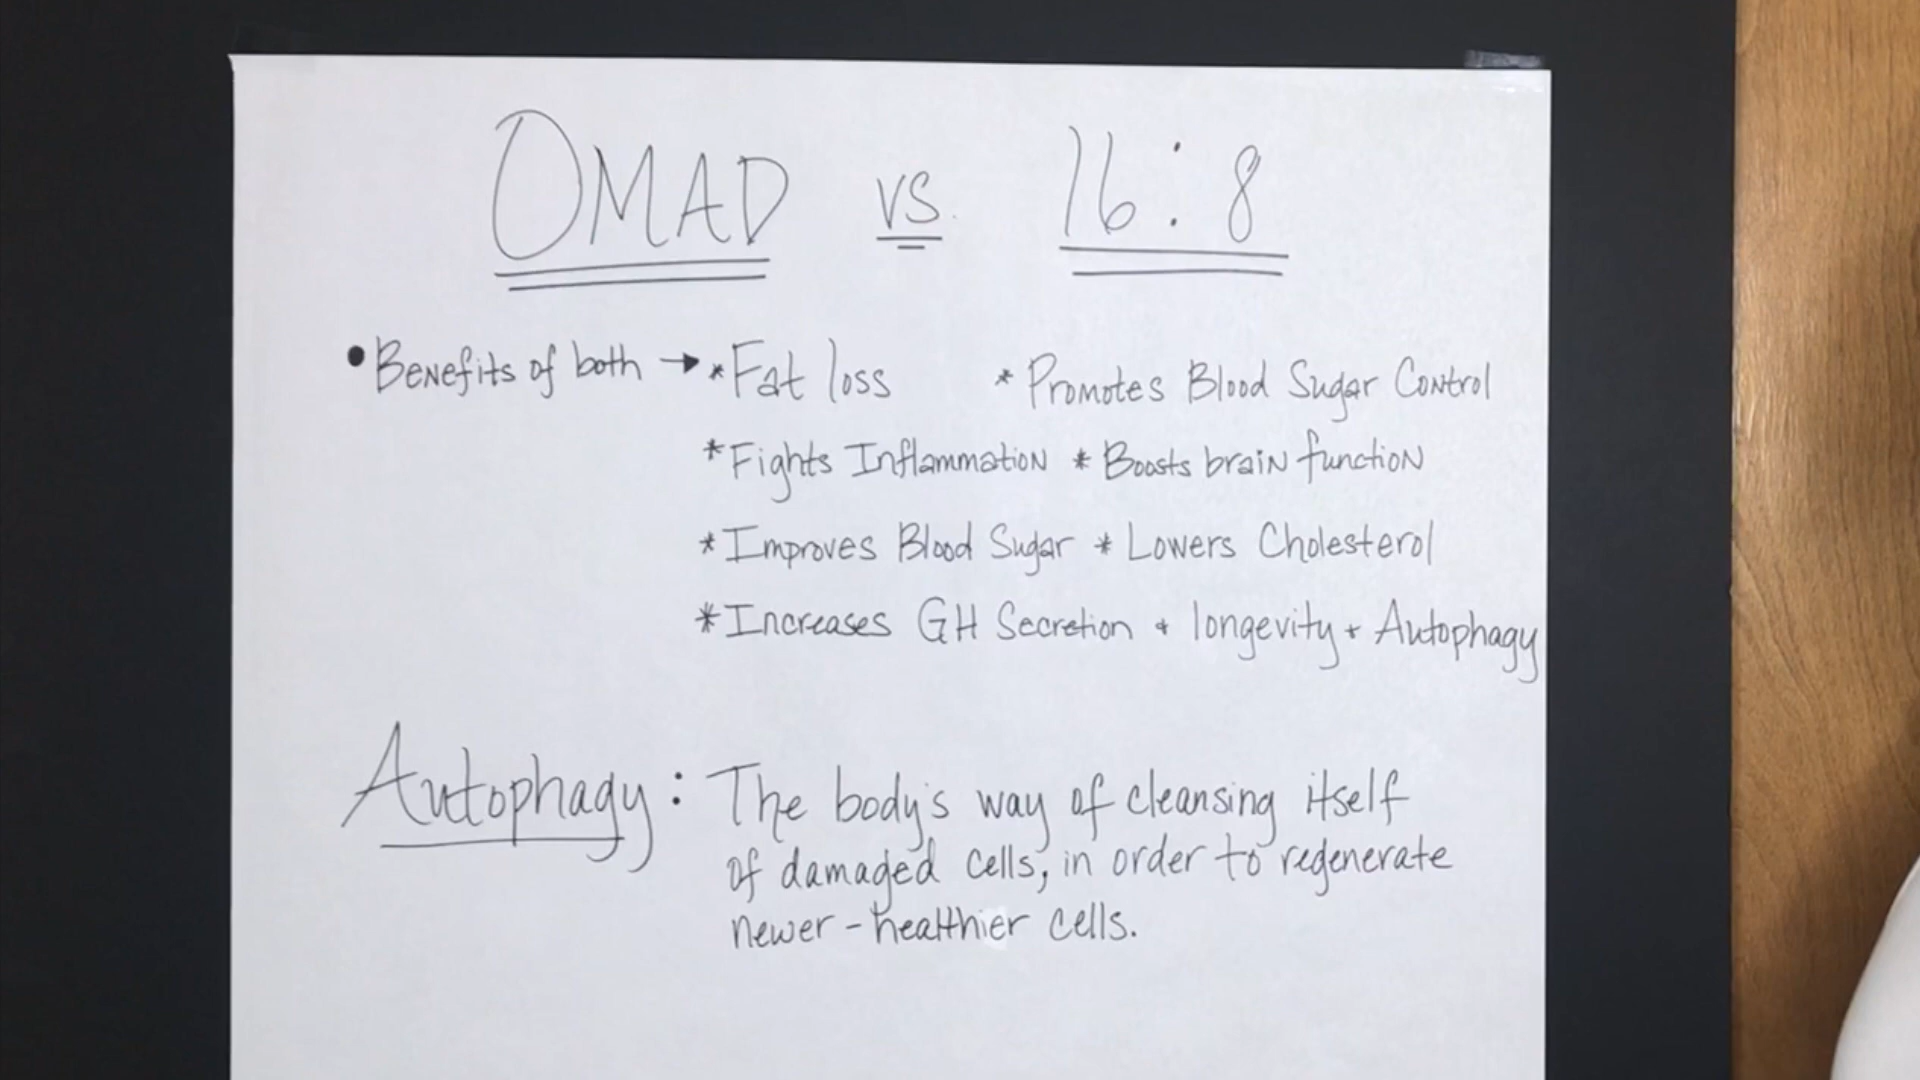 OMAD vs 16:8
• Benefits of both → * Fat loss * Promotes Blood Sugar Control
* Fights Inflammation * Boosts brain function
* Improves Blood Sugar * Lowers Cholesterol
* Increases GH Secretion + longevity + Autophagy
Autophagy: The body's way of cleansing itself
of damaged cells, in order to regenerate
newer-healthier cells.